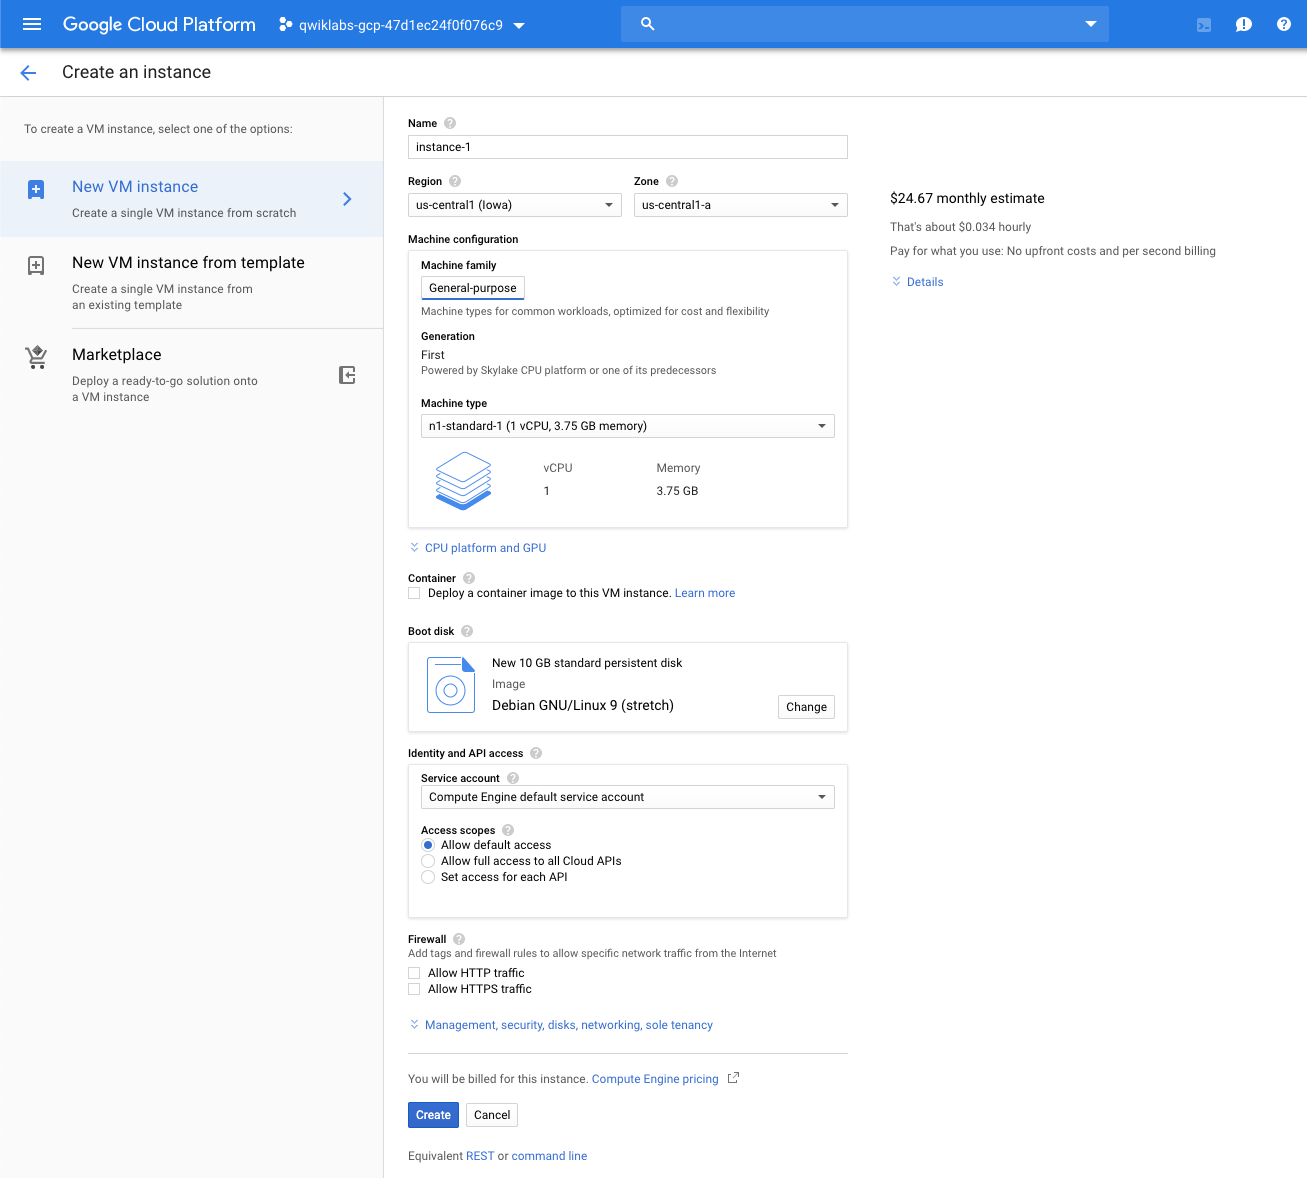 Google Cloud Platform
qwiklabs-gcp-47d1ec24f0f076c9
Create an instance
To create a VM instance, select one of the options:
New VM instance
Create a single VM instance from scratch
New VM instance from template
Create a single VM instance from
an existing template
Marketplace
Deploy a ready-to-go solution onto
a VM instance
Name
instance-1
Region
Zone
us-central1 (Iowa)
us-central1-a
Machine configuration
Machine family
General-purpose
Machine types for common workloads, optimized for cost and flexibility
Generation
First
Powered by Skylake CPU platform or one of its predecessors
Machine type
n1-standard-1 (1 vCPU, 3.75 GB memory)
vCPU
Memory
1
3.75 GB
CPU platform and GPU
Container
Deploy a container image to this VM instance. Learn more
Boot disk
New 10 GB standard persistent disk
Image
Debian GNU/Linux 9 (stretch)
Change
Identity and API access
Service account
Compute Engine default service account
Access scopes
Allow default access
Allow full access to all Cloud APIs
Set access for each API
Firewall
Add tags and firewall rules to allow specific network traffic from the Internet
Allow HTTP traffic
Allow HTTPS traffic
Management, security, disks, networking, sole tenancy
You will be billed for this instance. Compute Engine pricing
Create
Cancel
Equivalent REST or command line
$24.67 monthly estimate
That's about $0.034 hourly
Pay for what you use: No upfront costs and per second billing
Details